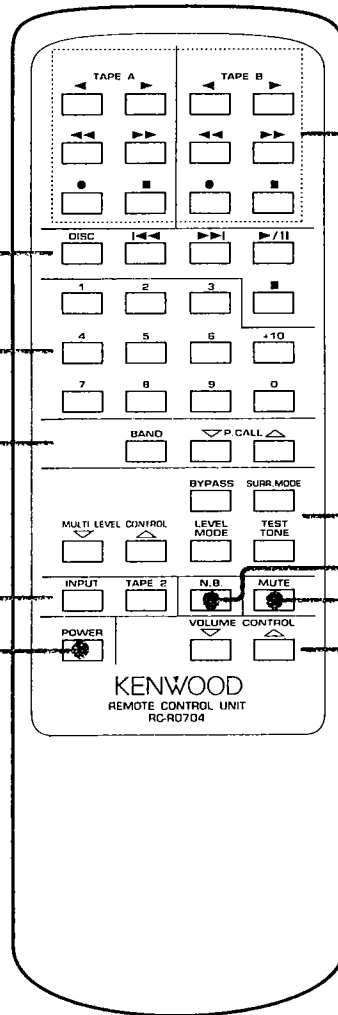 TAPE A TAPE B
◄ ► ◄ ►
◄◄ ►► ◄◄ ►►
● ■ ● ■
DISC I◄◄ ►►I ►/II
1 2 3 ■
4 5 6 +10
7 8 9 0
BAND ▽ P.CALL △
BYPASS SURR.MODE
MULTI LEVEL CONTROL LEVEL MODE TEST TONE
▽ △
INPUT TAPE 2 N.B. MUTE
POWER VOLUME CONTROL
▽ △
KENWOOD
REMOTE CONTROL UNIT
RC-R0704